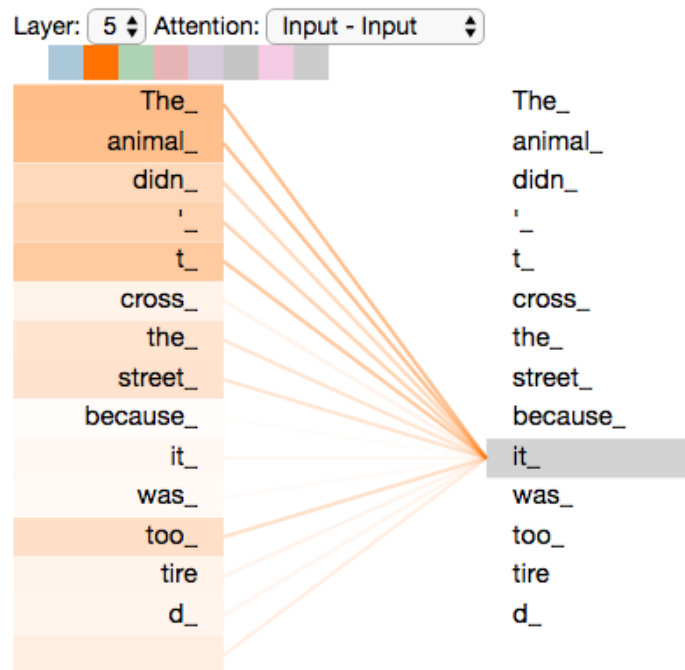 Layer: 5 Attention: Input - Input
The_ The_
animal_ animal_
didn_ didn_
'_ '_
t_ t_
cross_ cross_
the_ the_
street_ street_
because_ because_
it_ it_
was_ was_
too_ too_
tire tire
d_ d_